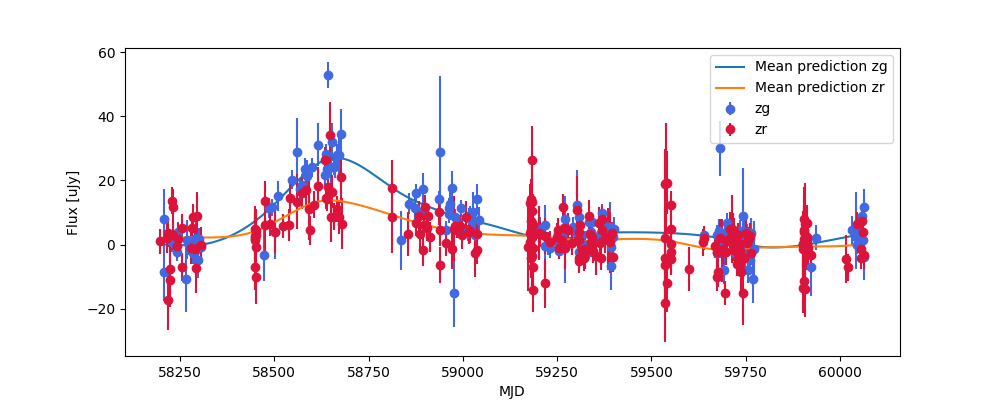 60
40
20
0
−20
Flux [uJy]
58250 58500 58750 59000 59250 59500 59750 60000
MJD
Mean prediction zg
Mean prediction zr
zg
zr